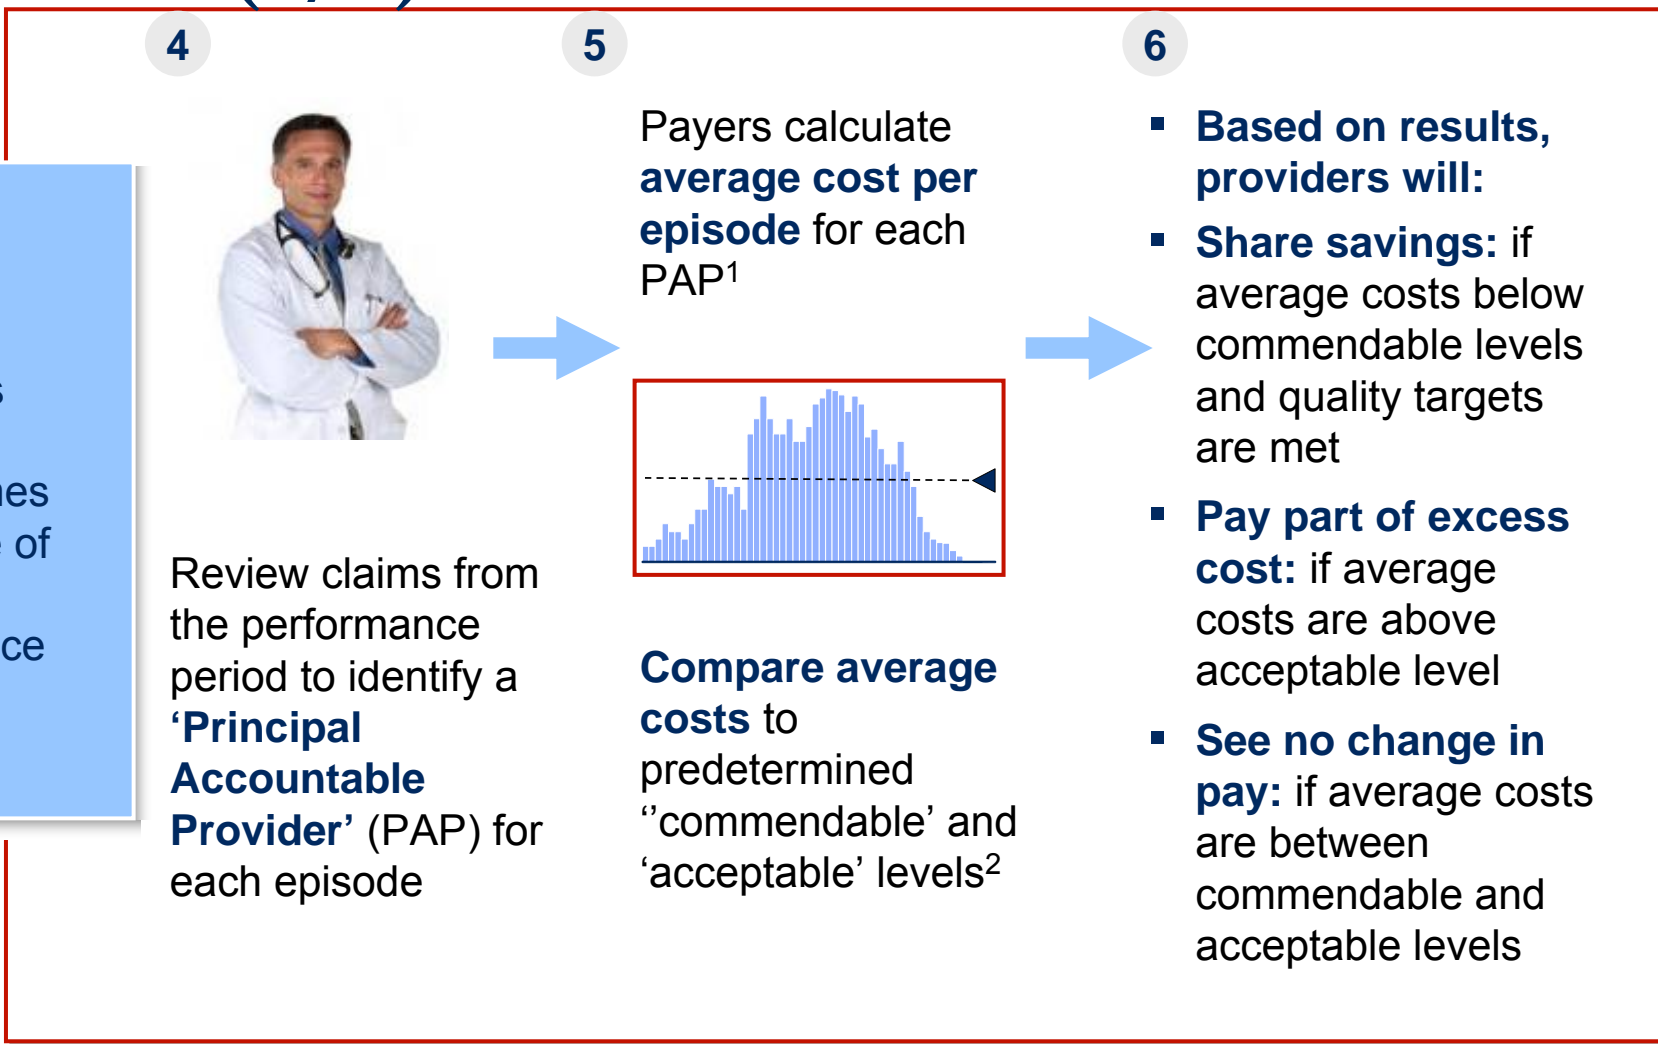 4
Review claims from
the performance
period to identify a
‘Principal
Accountable
Provider’ (PAP) for
each episode
5
Payers calculate
average cost per
episode for each
PAP1
Compare average
costs to
predetermined
‘’commendable’ and
‘acceptable’ levels2
6
▪ Based on results,
providers will:
▪ Share savings: if
average costs below
commendable levels
and quality targets
are met
▪ Pay part of excess
cost: if average
costs are above
acceptable level
▪ See no change in
pay: if average costs
are between
commendable and
acceptable levels
of